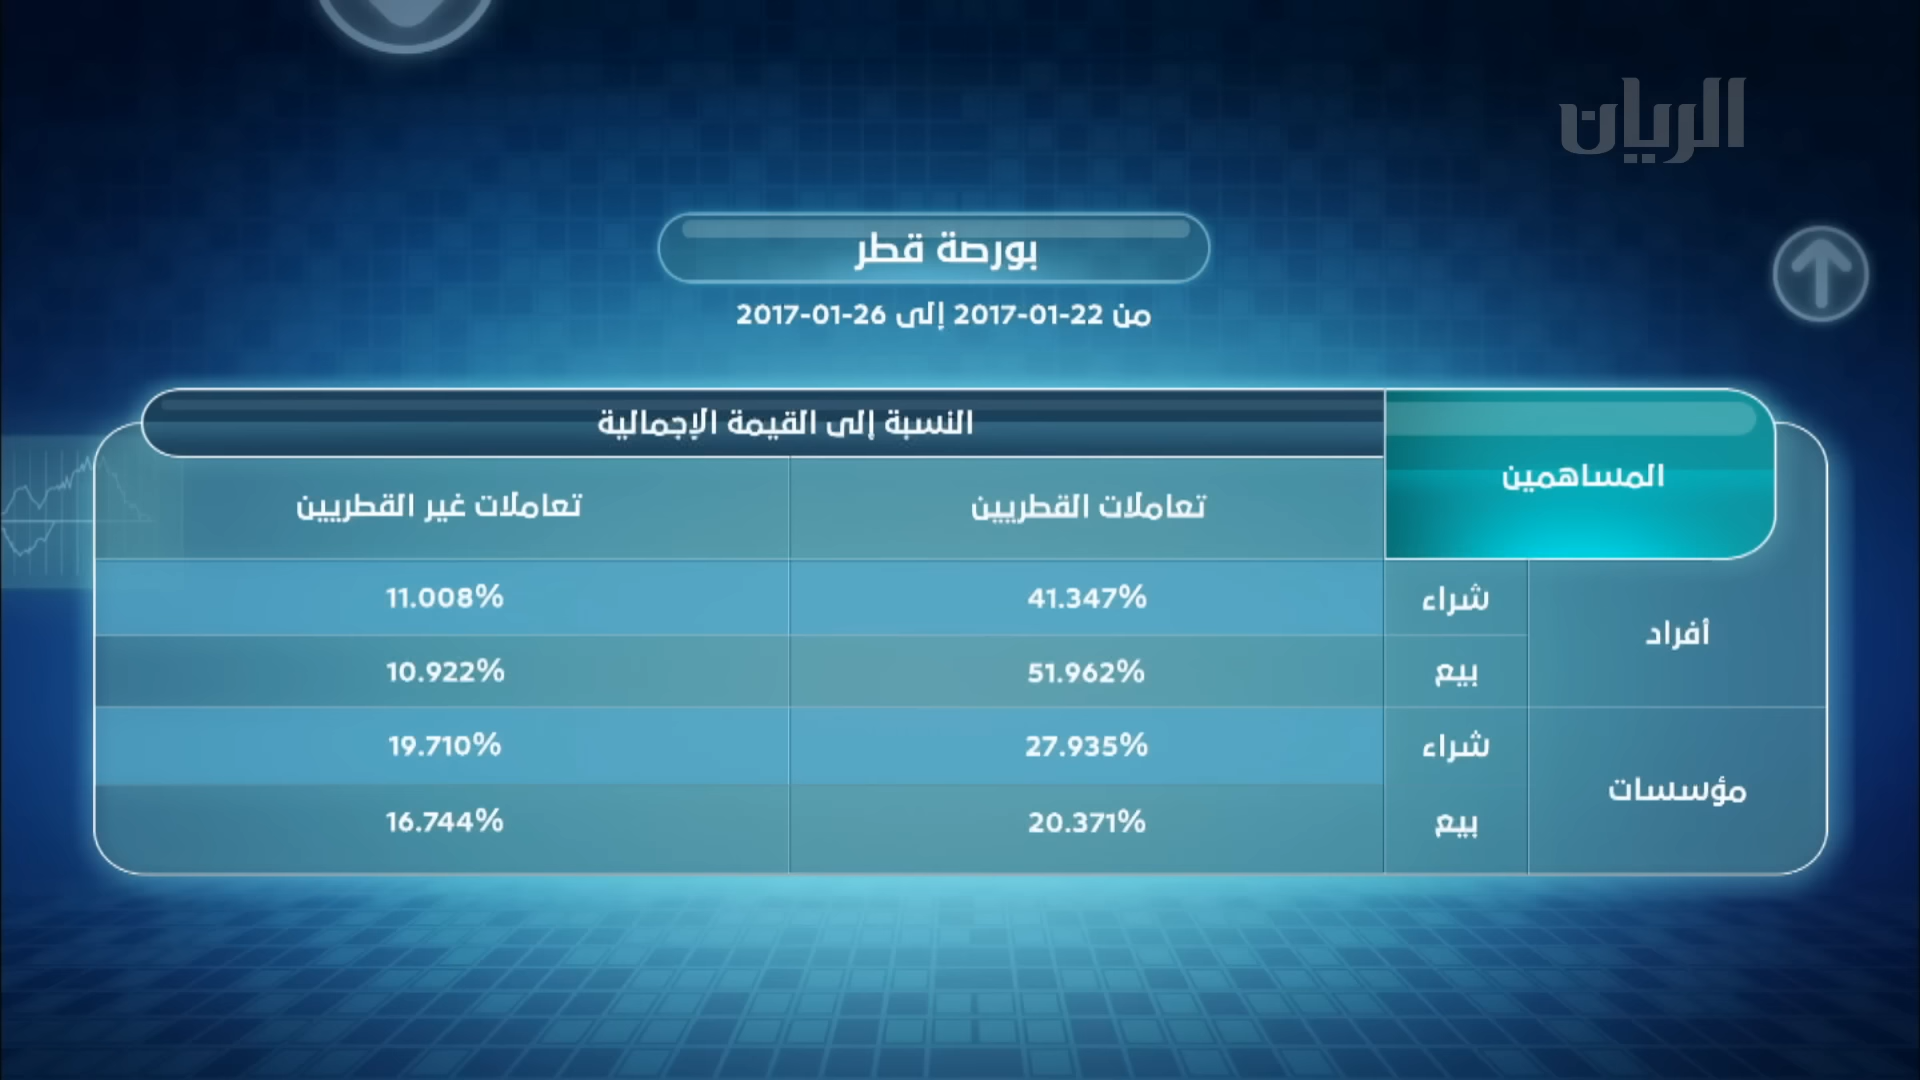 الريان
بورصة قطر
من 22-01-2017 إلى 26-01-2017
المساهمين
النسبة إلى القيمة الإجمالية
تعاملات القطريين
تعاملات غير القطريين
أفراد
شراء
41.347%
11.008%
بيع
51.962%
10.922%
مؤسسات
شراء
27.935%
19.710%
بيع
20.371%
16.744%